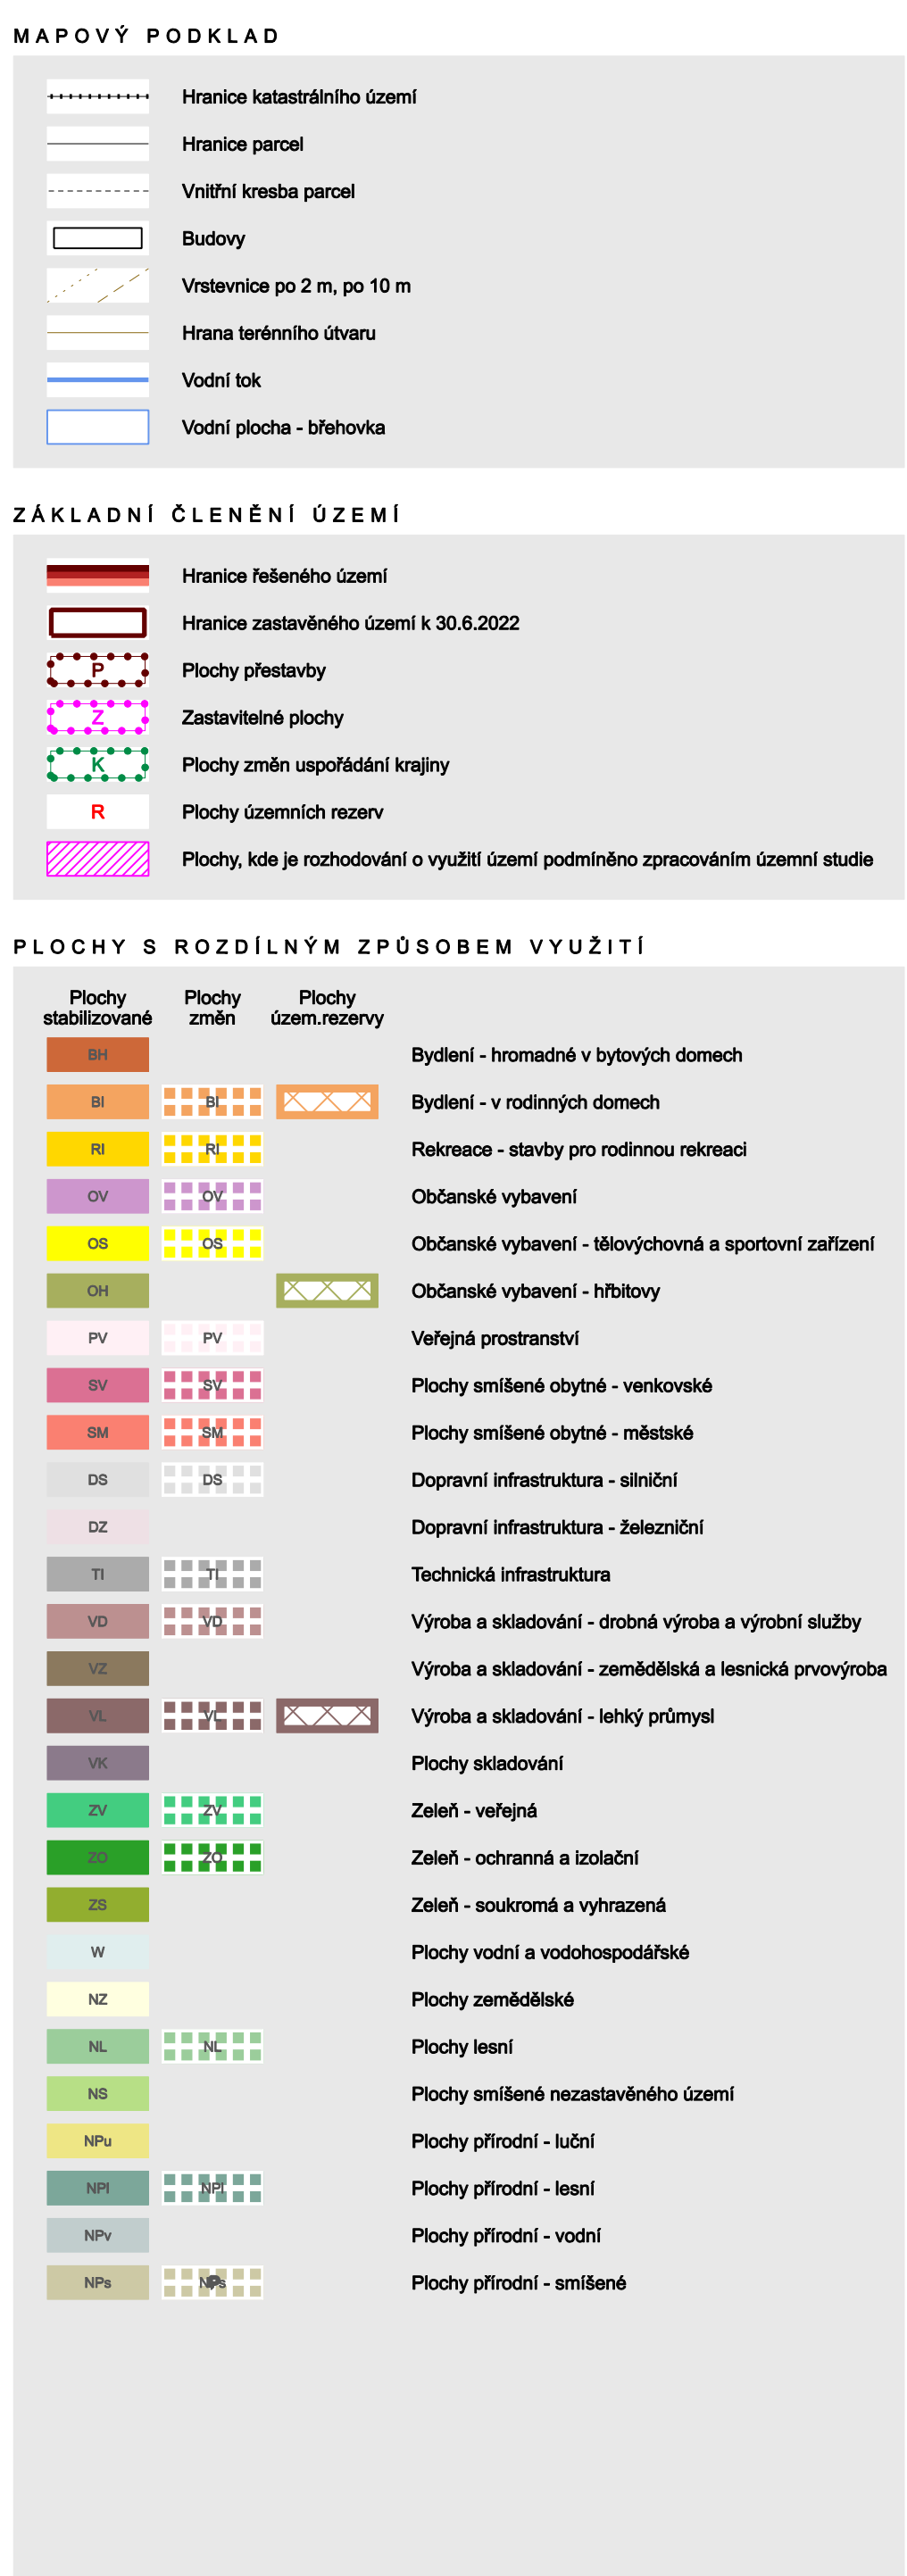 MAPOVÝ PODKLAD
Hranice katastrálního území
Hranice parcel
Vnitřní kresba parcel
Budovy
Vrstevnice po 2 m, po 10 m
Hrana terénního útvaru
Vodní tok
Vodní plocha - břehovka
ZÁKLADNÍ ČLENĚNÍ ÚZEMÍ
Hranice řešeného území
Hranice zastavěného území k 30.6.2022
P Plochy přestavby
Z Zastavitelné plochy
K Plochy změn uspořádání krajiny
R Plochy územních rezerv
Plochy, kde je rozhodování o využití území podmíněno zpracováním územní studie
PLOCHY S ROZDÍLNÝM ZPŮSOBEM VYUŽITÍ
Plochy Plochy Plochy
stabilizované změn územ.rezervy
BH Bydlení - hromadné v bytových domech
BI BI Bydlení - v rodinných domech
RI RI Rekreace - stavby pro rodinnou rekreaci
OV OV Občanské vybavení
OS OS Občanské vybavení - tělovýchovná a sportovní zařízení
OH Občanské vybavení - hřbitovy
PV PV Veřejná prostranství
SV SV Plochy smíšené obytné - venkovské
SM SM Plochy smíšené obytné - městské
DS DS Dopravní infrastruktura - silniční
DZ Dopravní infrastruktura - železniční
TI TI Technická infrastruktura
VD VD Výroba a skladování - drobná výroba a výrobní služby
VZ Výroba a skladování - zemědělská a lesnická prvovýroba
VL VL Výroba a skladování - lehký průmysl
VK Plochy skladování
ZV ZV Zeleň - veřejná
ZO ZO Zeleň - ochranná a izolační
ZS Zeleň - soukromá a vyhrazená
W Plochy vodní a vodohospodářské
NZ Plochy zemědělské
NL NL Plochy lesní
NS Plochy smíšené nezastavěného území
NPu Plochy přírodní - luční
NPl NPl Plochy přírodní - lesní
NPv Plochy přírodní - vodní
NPs NPs Plochy přírodní - smíšené